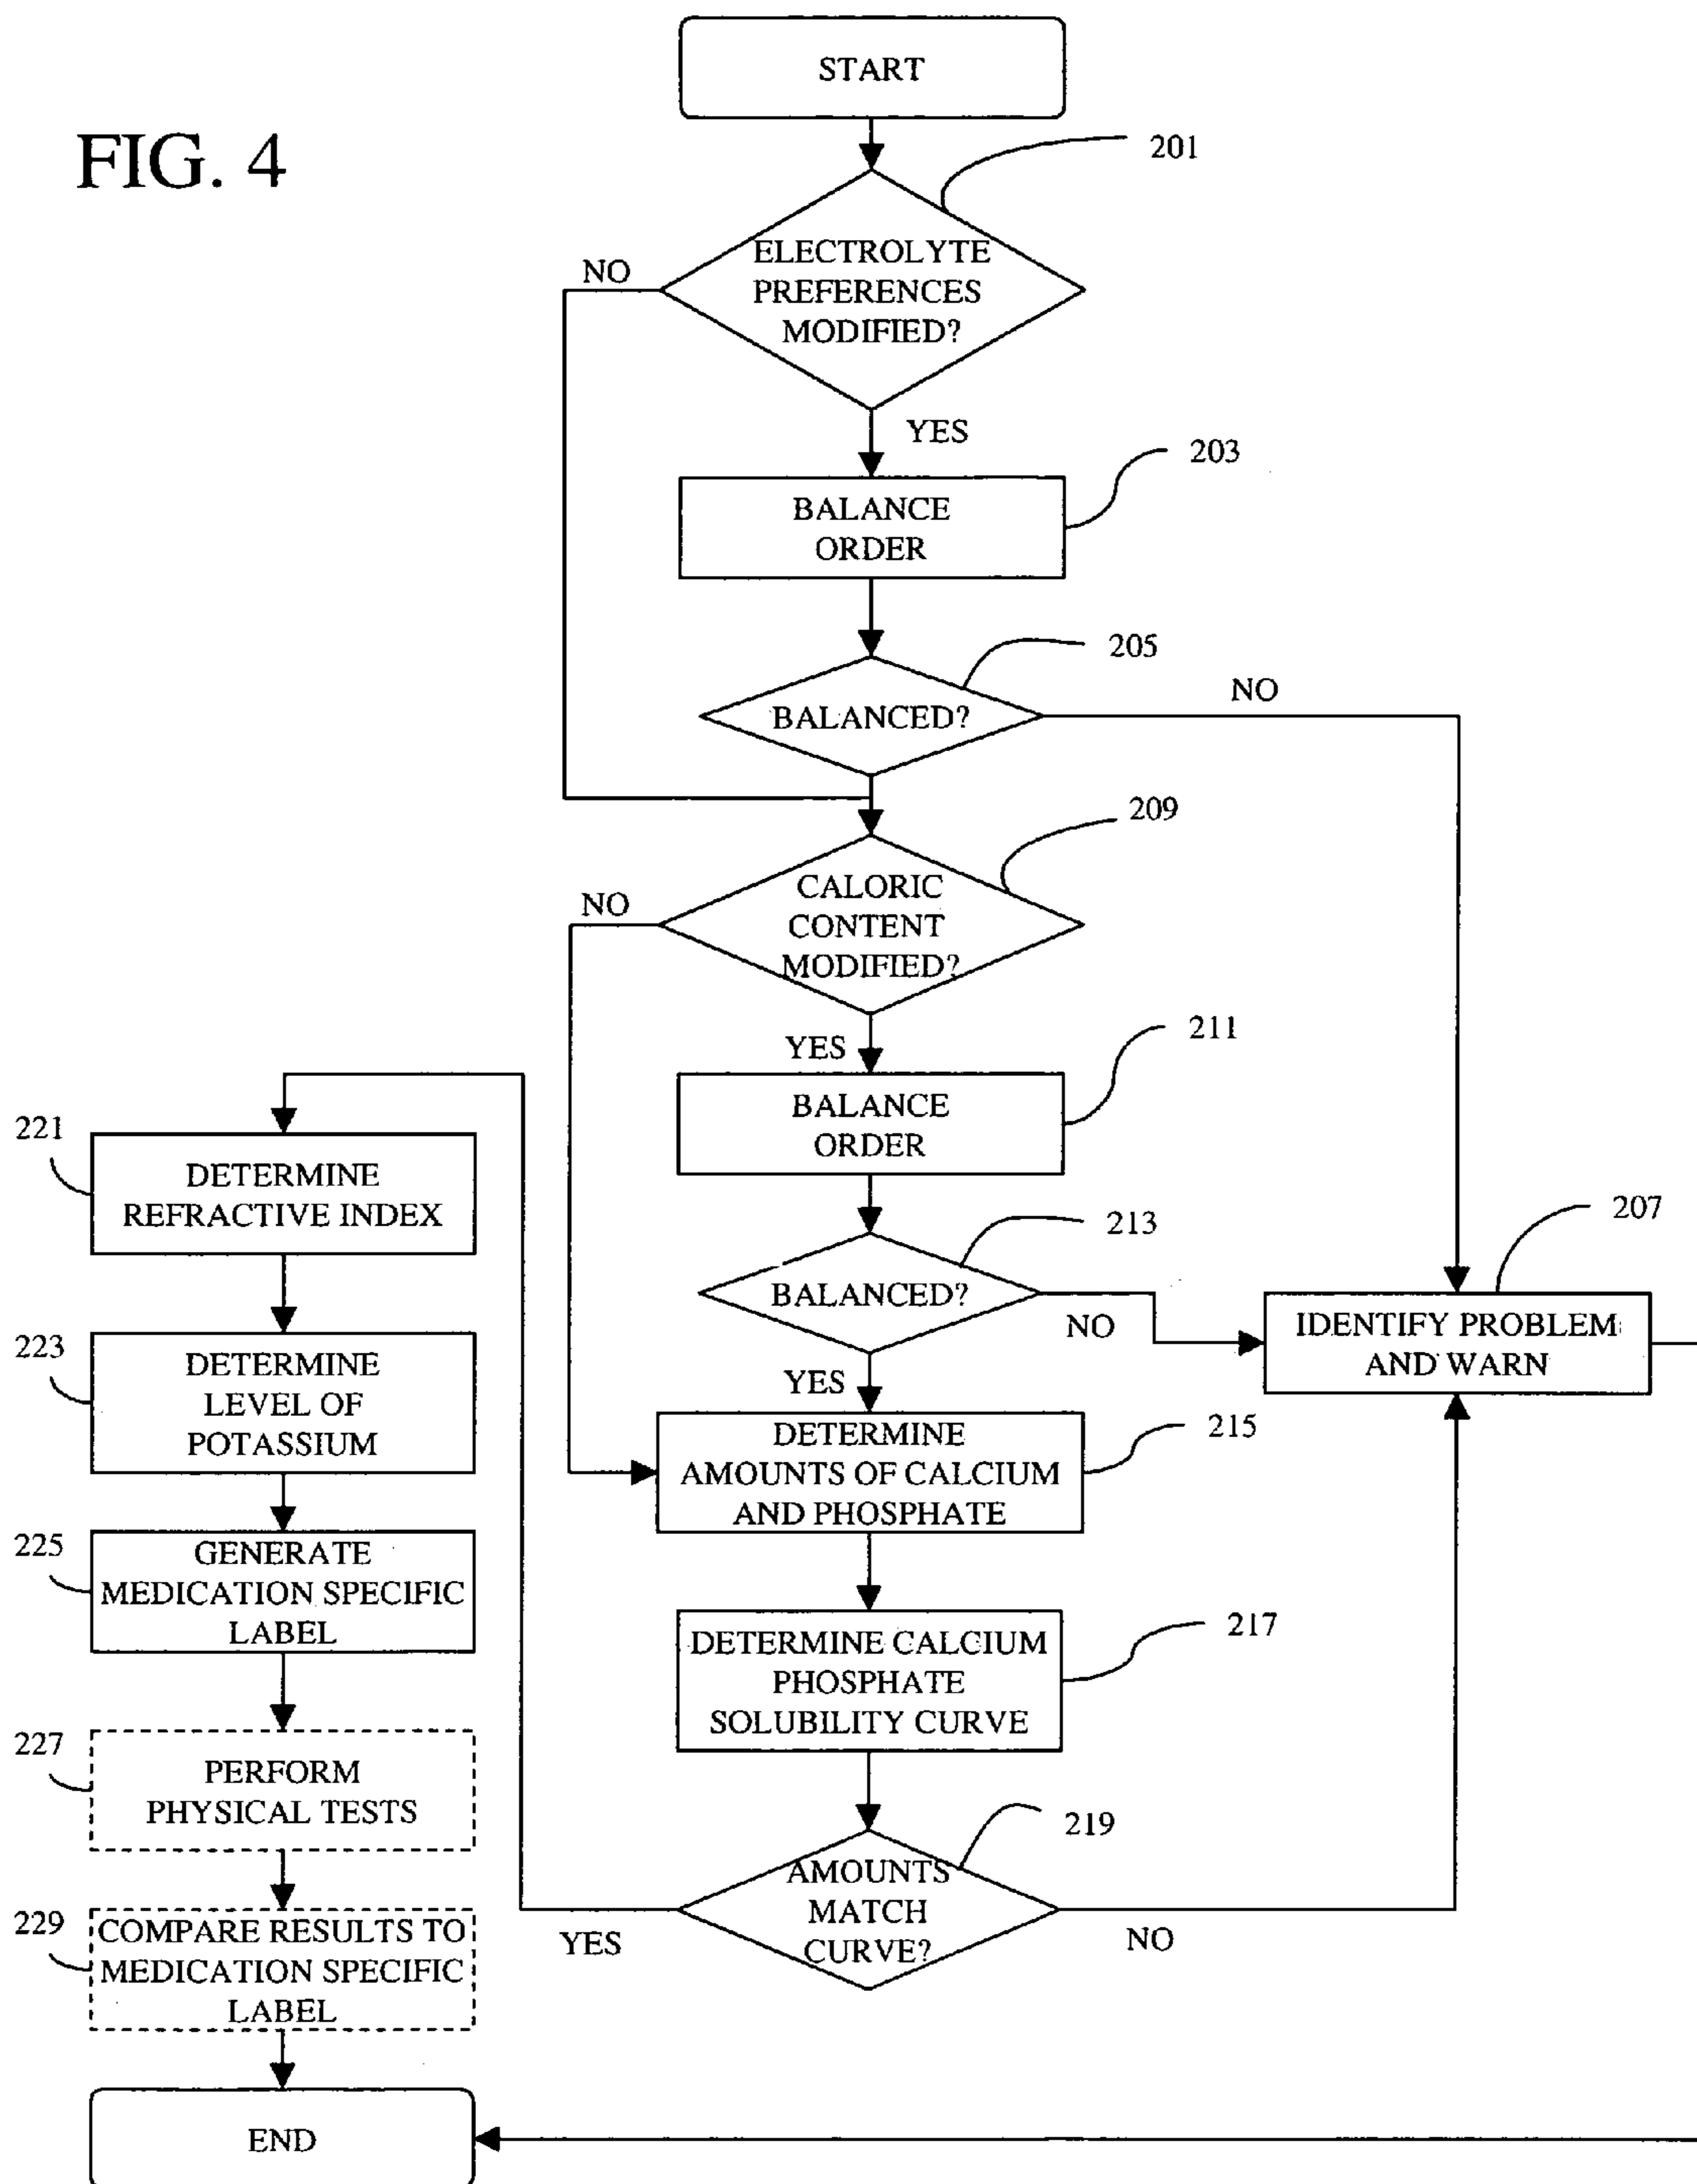 START
FIG. 4
201
ELECTROLYTE
PREFERENCES
MODIFIED?
NO
YES
203
BALANCE
ORDER
205
BALANCED?
NO
209
CALORIC
CONTENT
MODIFIED?
NO
YES
211
BALANCE
ORDER
213
BALANCED?
NO
YES
207
IDENTIFY PROBLEM
AND WARN
215
DETERMINE
AMOUNTS OF CALCIUM
AND PHOSPHATE
217
DETERMINE CALCIUM
PHOSPHATE
SOLUBILITY CURVE
219
AMOUNTS
MATCH
CURVE?
YES
NO
221
DETERMINE
REFRACTIVE INDEX
223
DETERMINE
LEVEL OF
POTASSIUM
225
GENERATE
MEDICATION SPECIFIC
LABEL
227
PERFORM
PHYSICAL TESTS
229
COMPARE RESULTS TO
MEDICATION SPECIFIC
LABEL
END